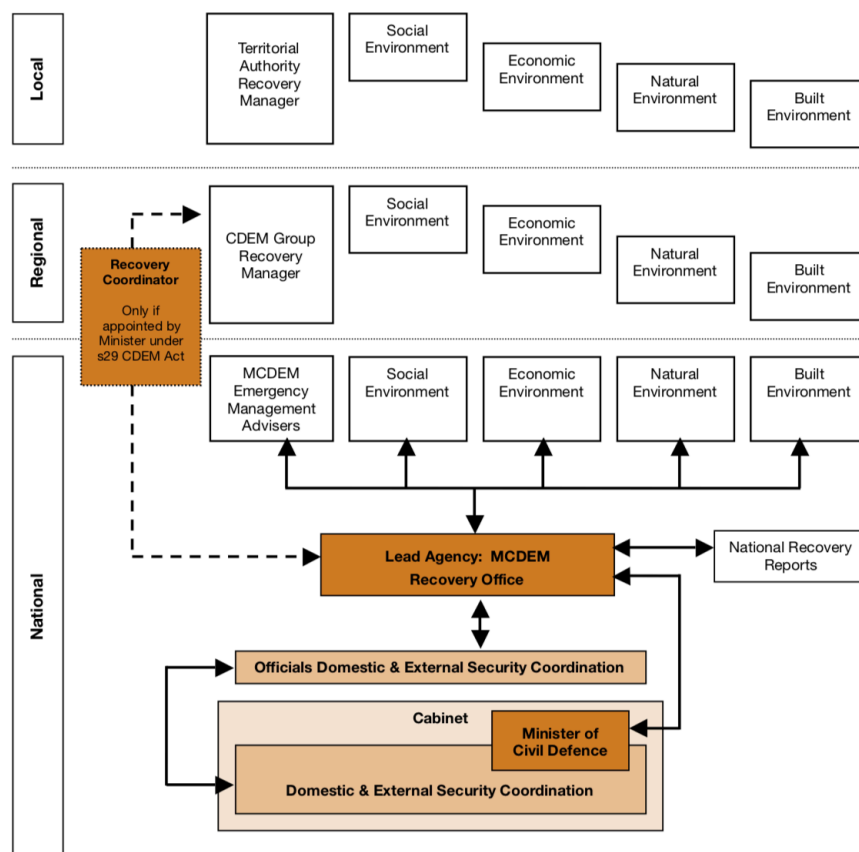 Local
Territorial
Authority
Recovery
Manager
Social
Environment
Economic
Environment
Natural
Environment
Built
Environment
Regional
Recovery
Coordinator
Only if
appointed by
Minister under
s29 CDEM Act
CDEM Group
Recovery
Manager
Social
Environment
Economic
Environment
Natural
Environment
Built
Environment
National
MCDEM
Emergency
Management
Advisers
Social
Environment
Economic
Environment
Natural
Environment
Built
Environment
Lead Agency: MCDEM
Recovery Office
National Recovery
Reports
Officials Domestic & External Security Coordination
Cabinet
Minister of
Civil Defence
Domestic & External Security Coordination